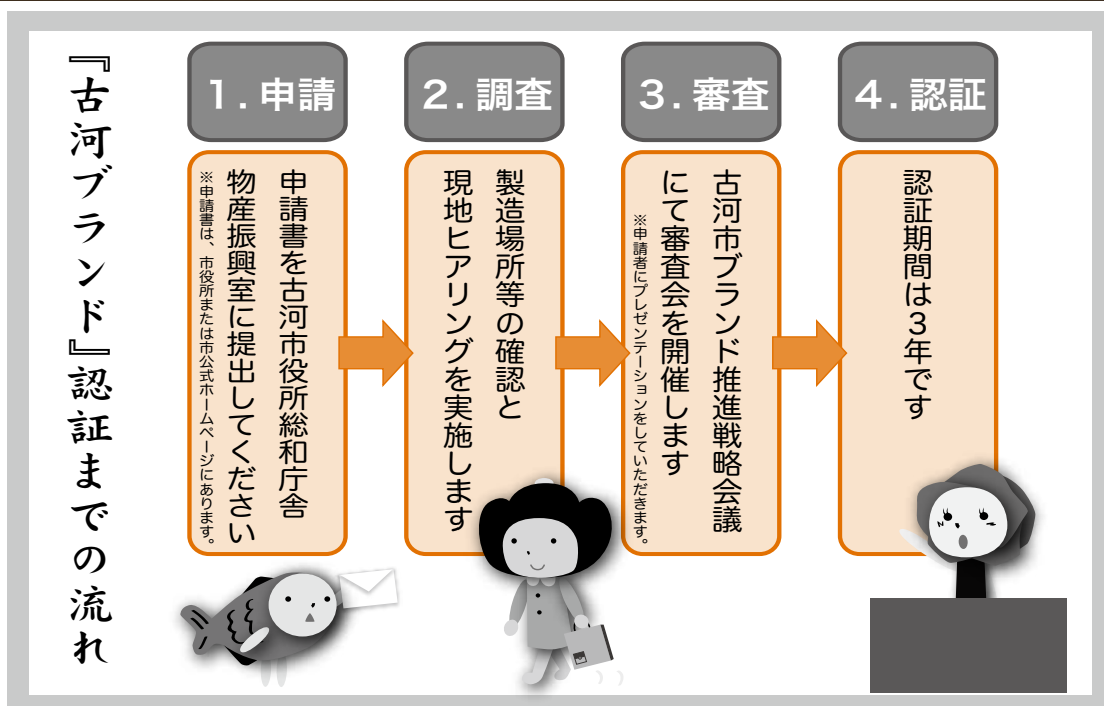 『古河ブランド』認証までの流れ
1.申請
申請書を古河市役所総和庁舎
物産振興室に提出してください
※申請書は、市役所または市公式ホームページにあります。
2.調査
製造場所等の確認と
現地ヒアリングを実施します
3.審査
古河市ブランド推進戦略会議
にて審査会を開催します
※申請者にプレゼンテーションをしていただきます。
4.認証
認証期間は3年です